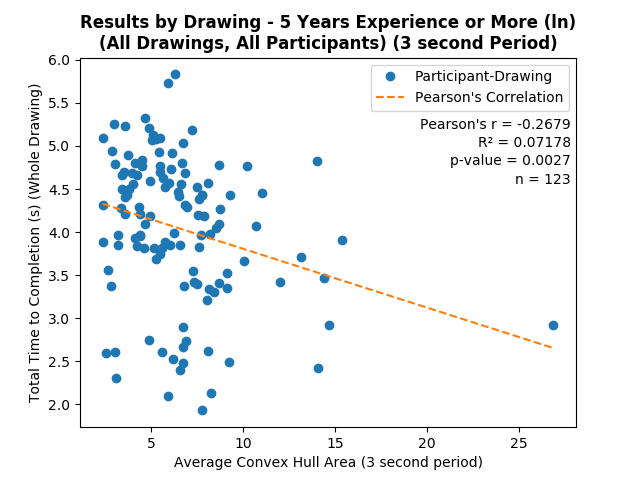 Results by Drawing - 5 Years Experience or More (ln)
(All Drawings, All Participants) (3 second Period)
Participant-Drawing
Pearson's Correlation
Pearson's r = -0.2679
R² = 0.07178
p-value = 0.0027
n = 123
Total Time to Completion (s) (Whole Drawing)
6.0
5.5
5.0
4.5
4.0
3.5
3.0
2.5
2.0
5
10
15
20
25
Average Convex Hull Area (3 second period)